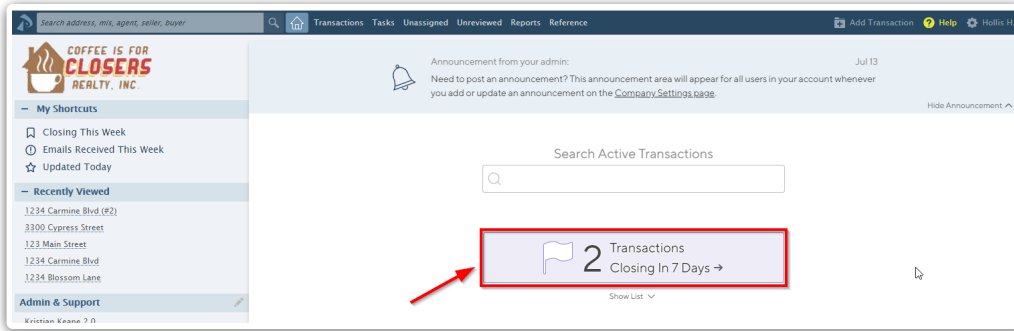 Search address, mls, agent, seller, buyer
Transactions Tasks Unassigned Unreviewed Reports Reference
Add Transaction ? Help Hollis H
COFFEE IS FOR
CLOSERS
REALTY, INC.
Announcement from your admin: Jul 13
Need to post an announcement? This announcement area will appear for all users in your account whenever
you add or update an announcement on the Company Settings page.
Hide Announcement
– My Shortcuts
Closing This Week
Emails Received This Week
Updated Today
– Recently Viewed
1234 Carmine Blvd (#2)
3300 Cypress Street
123 Main Street
1234 Carmine Blvd
1234 Blossom Lane
Admin & Support
Kristian Keane 2.0
Search Active Transactions
2 Transactions
Closing In 7 Days →
Show List